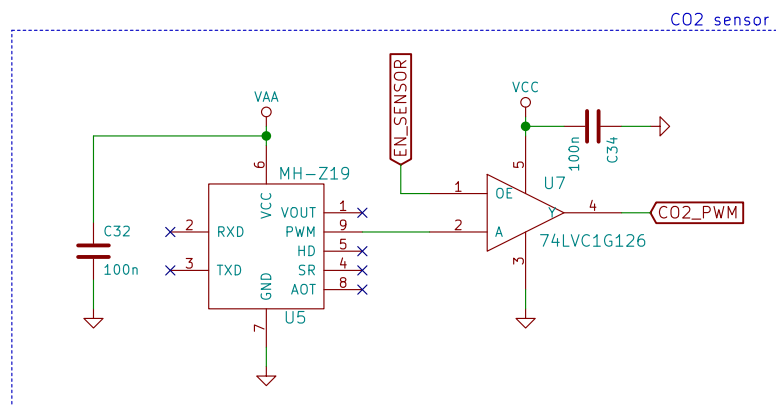 CO2 sensor
VAA
EN_SENSOR
VCC
100n
C34
6
MH-Z19
VCC
5
U7
VOUT 1
1 OE
2 RXD
PWM 9
4
Y
CO2_PWM
C32
HD 5
2 A
74LVC1G126
100n
3 TXD
SR 4
3
GND
AOT 8
U5
7